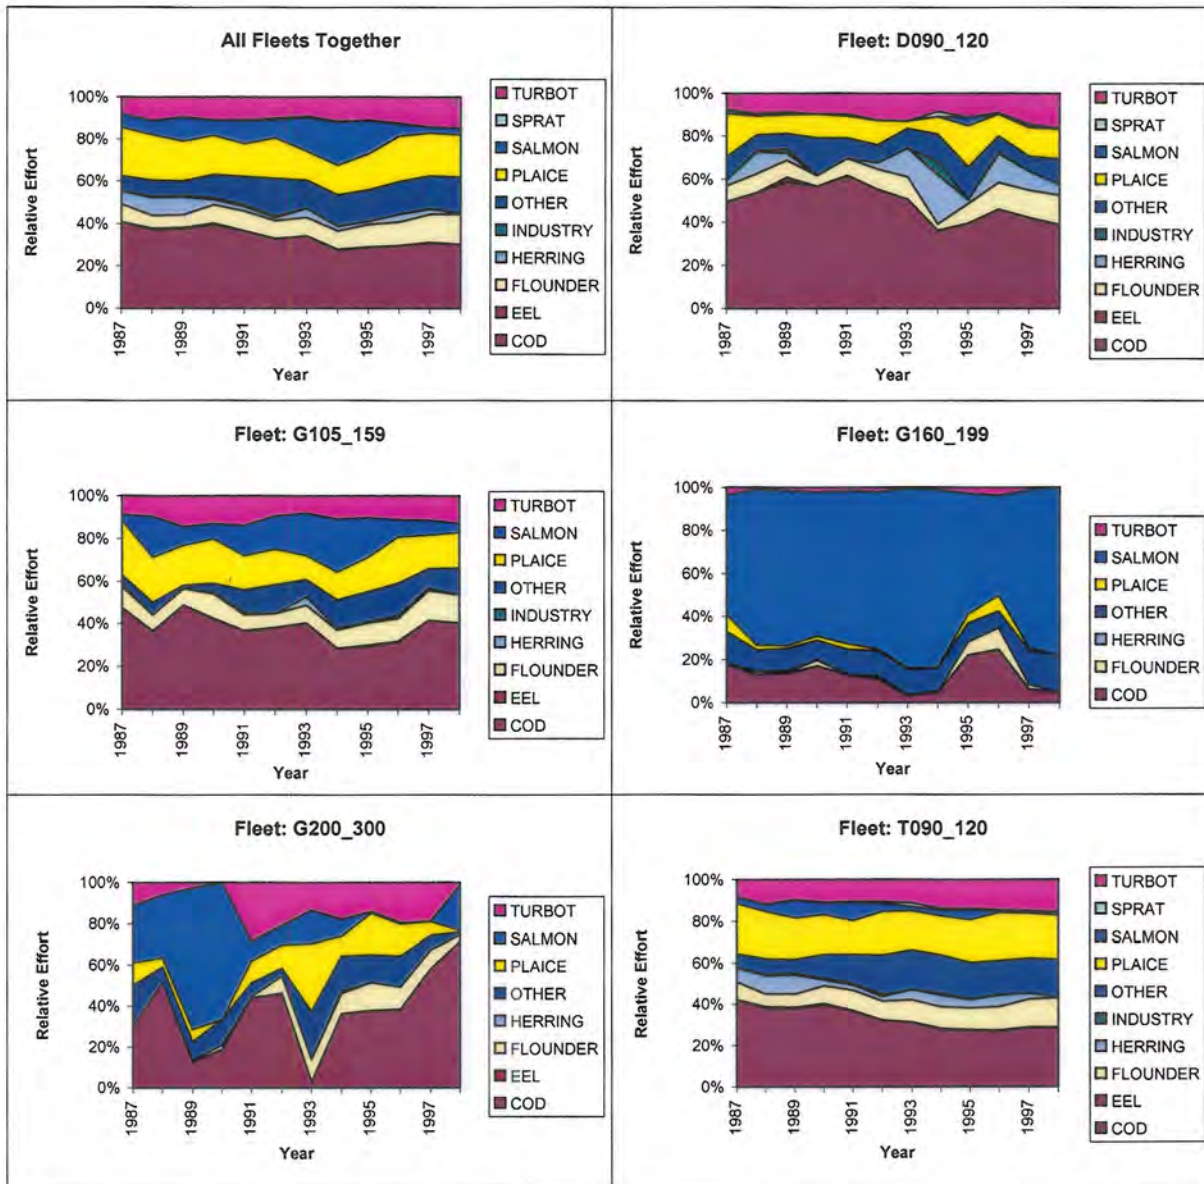 All Fleets Together
Relative Effort
100%
80%
60%
40%
20%
0%
1987
1989
1991
1993
1995
1997
Year
TURBOT
SPRAT
SALMON
PLAICE
OTHER
INDUSTRY
HERRING
FLOUNDER
EEL
COD
Fleet: D090_120
Relative Effort
100%
80%
60%
40%
20%
0%
1987
1989
1991
1993
1995
1997
Year
TURBOT
SPRAT
SALMON
PLAICE
OTHER
INDUSTRY
HERRING
FLOUNDER
EEL
COD
Fleet: G105_159
Relative Effort
100%
80%
60%
40%
20%
0%
1987
1989
1991
1993
1995
1997
Year
TURBOT
SALMON
PLAICE
OTHER
INDUSTRY
HERRING
FLOUNDER
EEL
COD
Fleet: G160_199
Relative Effort
100%
80%
60%
40%
20%
0%
1987
1989
1991
1993
1995
1997
Year
TURBOT
SALMON
PLAICE
OTHER
HERRING
FLOUNDER
COD
Fleet: G200_300
Relative Effort
100%
80%
60%
40%
20%
0%
1987
1989
1991
1993
1995
1997
Year
TURBOT
SALMON
PLAICE
OTHER
HERRING
FLOUNDER
EEL
COD
Fleet: T090_120
Relative Effort
100%
80%
60%
40%
20%
0%
1987
1989
1991
1993
1995
1997
Year
TURBOT
SPRAT
SALMON
PLAICE
OTHER
INDUSTRY
HERRING
FLOUNDER
EEL
COD